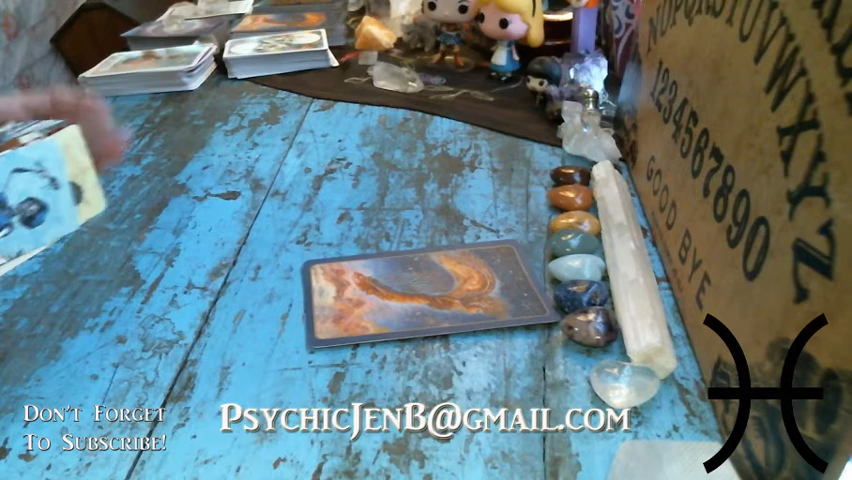 NOPQRSTUVWXYZ
1234567890
GOOD BYE
Don't Forget
To Subscribe!
PsychicJenB@gmail.com